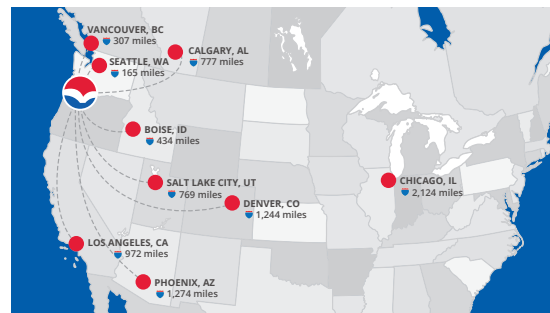 VANCOUVER, BC
307 miles
CALGARY, AL
777 miles
SEATTLE, WA
165 miles
BOISE, ID
434 miles
SALT LAKE CITY, UT
769 miles
CHICAGO, IL
2,124 miles
DENVER, CO
1,244 miles
LOS ANGELES, CA
972 miles
PHOENIX, AZ
1,274 miles